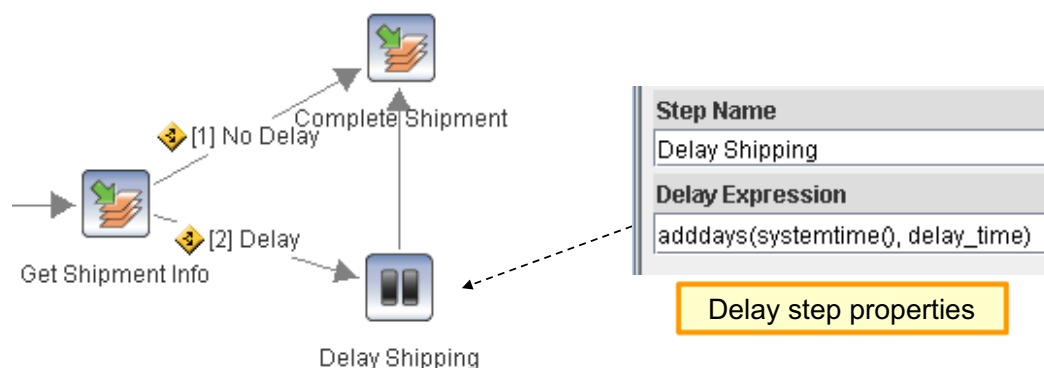 Complete Shipment
[1] No Delay
[2] Delay
Get Shipment Info
Delay Shipping
Step Name
Delay Shipping
Delay Expression
adddays(systemtime(), delay_time)
Delay step properties